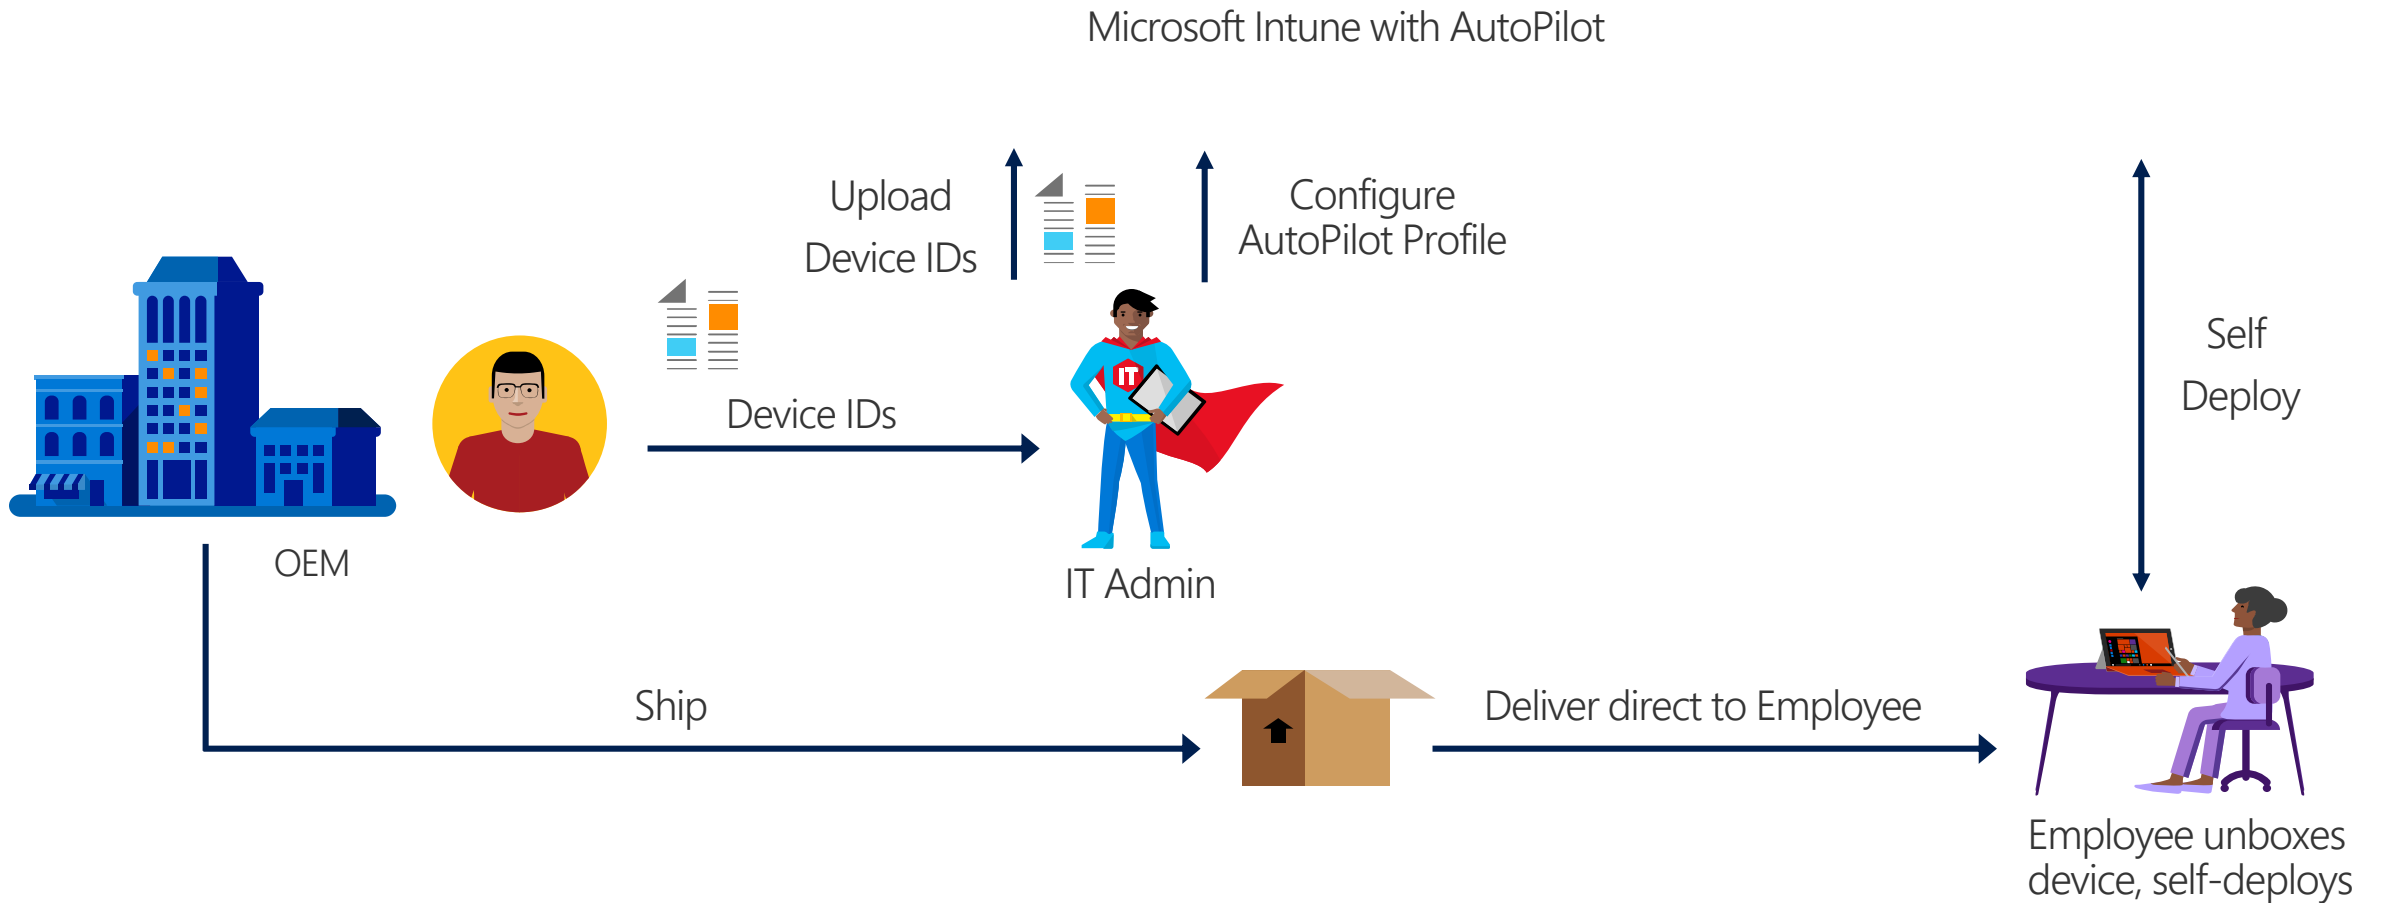 Microsoft Intune with AutoPilot
Upload
Device IDs
Configure
AutoPilot Profile
Device IDs
IT
Self
Deploy
OEM
IT Admin
Ship
Deliver direct to Employee
Employee unboxes
device, self-deploys